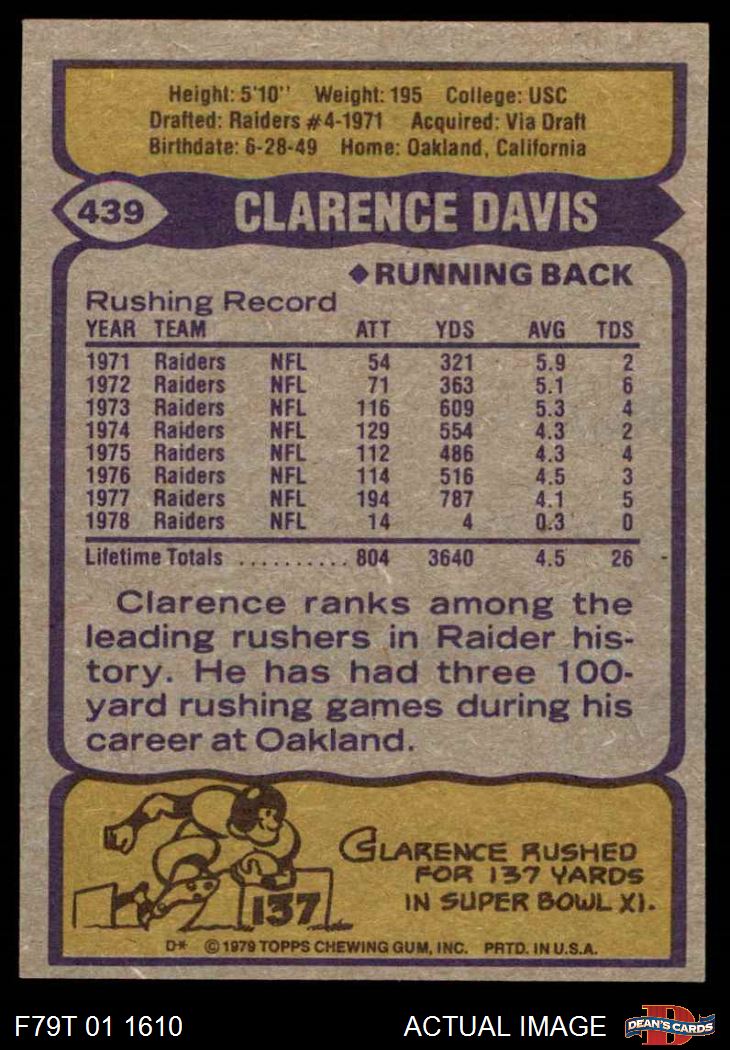 Height: 5'10'' Weight: 195 College: USC
Drafted: Raiders #4-1971 Acquired: Via Draft
Birthdate: 6-28-49 Home: Oakland, California
439 CLARENCE DAVIS
◆RUNNING BACK
Rushing Record
YEAR TEAM ATT YDS AVG TDS
1971 Raiders NFL 54 321 5.9 2
1972 Raiders NFL 71 363 5.1 6
1973 Raiders NFL 116 609 5.3 4
1974 Raiders NFL 129 554 4.3 2
1975 Raiders NFL 112 486 4.3 4
1976 Raiders NFL 114 516 4.5 3
1977 Raiders NFL 194 787 4.1 5
1978 Raiders NFL 14 4 0.3 0
Lifetime Totals .......... 804 3640 4.5 26
Clarence ranks among the
leading rushers in Raider his-
tory. He has had three 100-
yard rushing games during his
career at Oakland.
CLARENCE RUSHED
FOR 137 YARDS
IN SUPER BOWL XI.
137
D* © 1979 TOPPS CHEWING GUM, INC. PRTD. IN U.S.A.
F79T 01 1610 ACTUAL IMAGE D DEAN'S CARDS